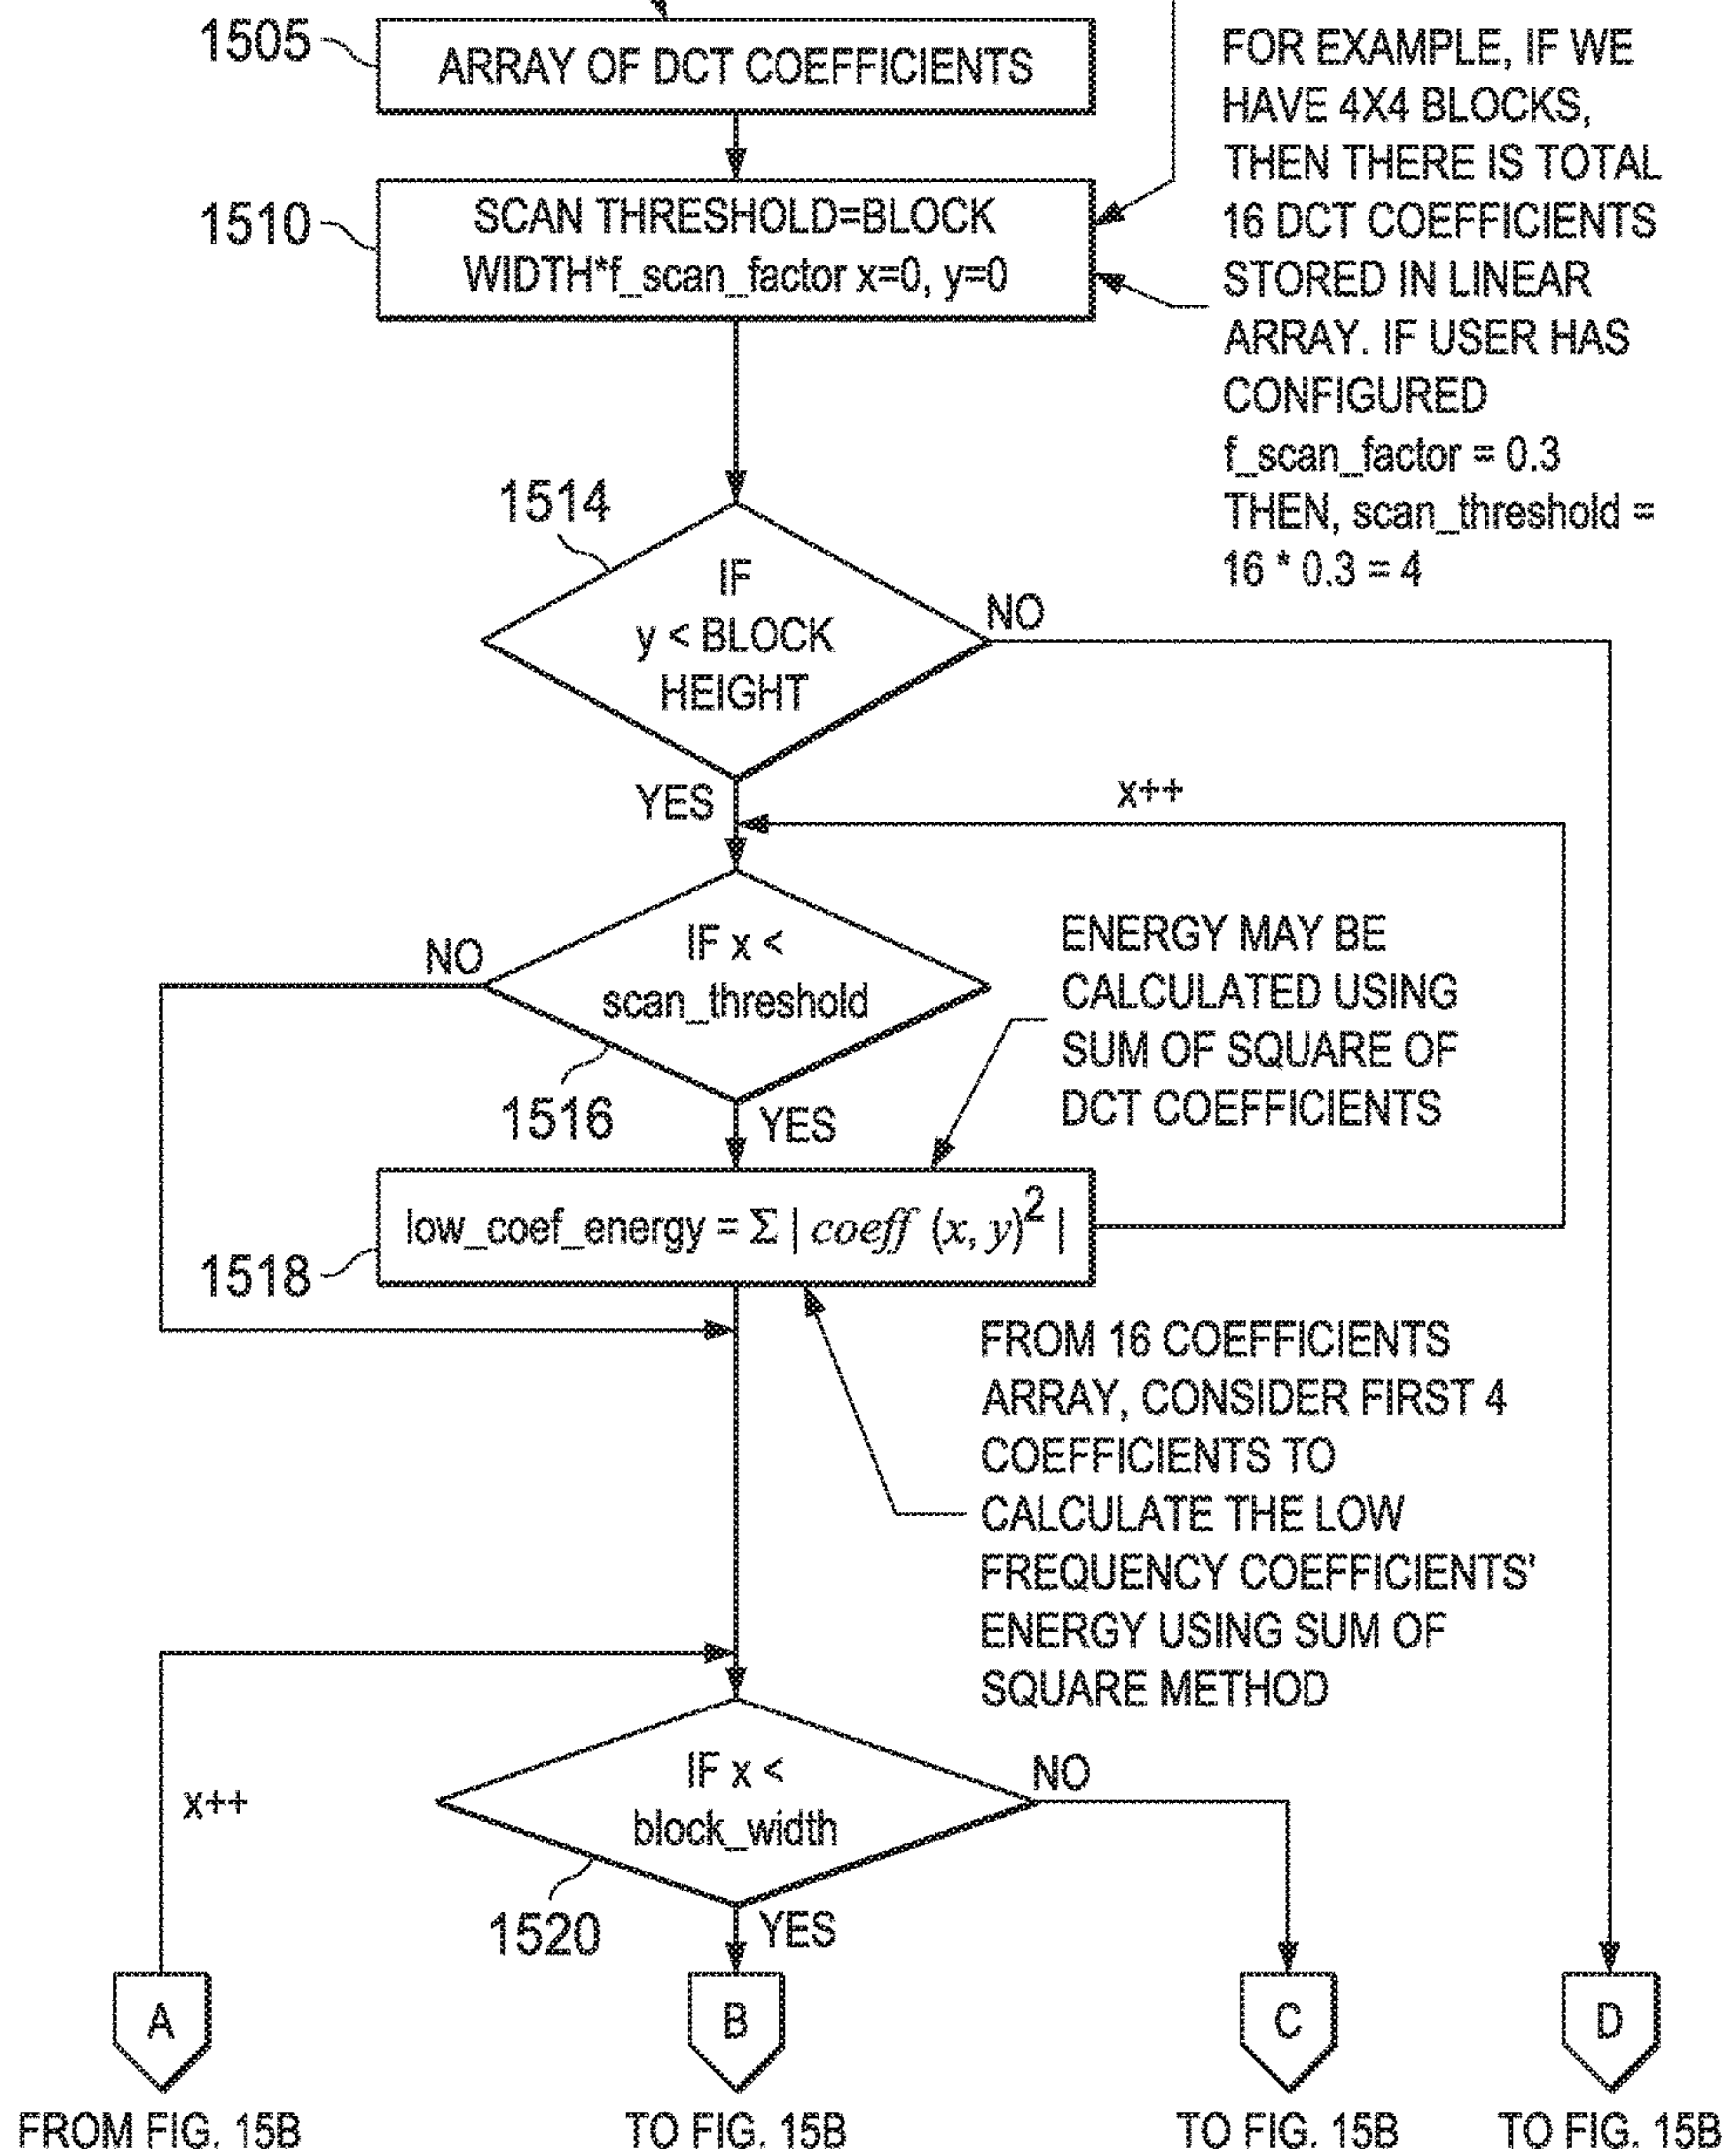 1505
ARRAY OF DCT COEFFICIENTS
1510
SCAN THRESHOLD=BLOCK
WIDTH*f_scan_factor x=0, y=0
FOR EXAMPLE, IF WE
HAVE 4X4 BLOCKS,
THEN THERE IS TOTAL
16 DCT COEFFICIENTS
STORED IN LINEAR
ARRAY. IF USER HAS
CONFIGURED
f_scan_factor = 0.3
THEN, scan_threshold =
16 * 0.3 = 4
1514
IF
y < BLOCK
HEIGHT
NO
YES
x++
IF x <
scan_threshold
NO
1516
YES
ENERGY MAY BE
CALCULATED USING
SUM OF SQUARE OF
DCT COEFFICIENTS
low_coef_energy = Σ | coeff (x, y)² |
1518
FROM 16 COEFFICIENTS
ARRAY, CONSIDER FIRST 4
COEFFICIENTS TO
CALCULATE THE LOW
FREQUENCY COEFFICIENTS'
ENERGY USING SUM OF
SQUARE METHOD
x++
IF x <
block_width
NO
1520
YES
A
B
C
D
FROM FIG. 15B
TO FIG. 15B
TO FIG. 15B
TO FIG. 15B